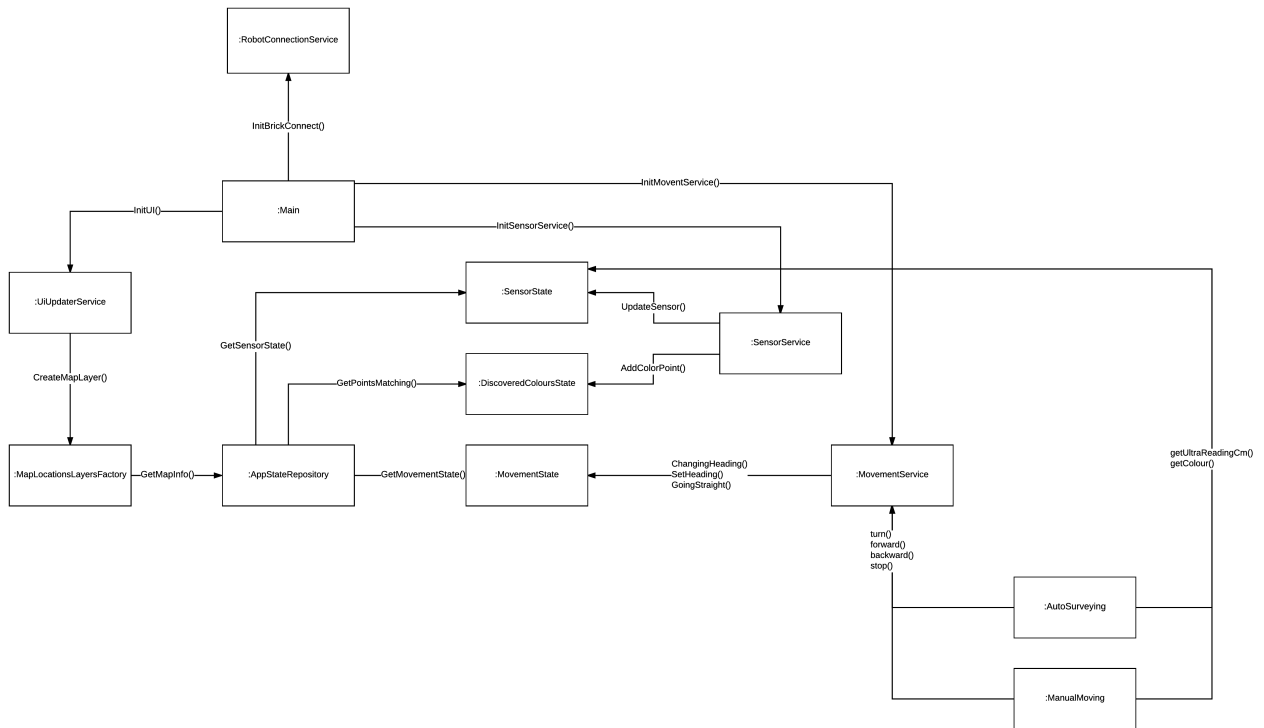 :RobotConnectionService
InitBrickConnect()
InitMoventService()
:Main
InitUI()
InitSensorService()
:SensorState
:UiUpdaterService
UpdateSensor()
:SensorService
GetSensorState()
AddColorPoint()
CreateMapLayer()
GetPointsMatching()
:DiscoveredColoursState
getUltraReadingCm()
getColour()
ChangingHeading()
SetHeading()
GoingStraight()
:MapLocationsLayersFactory
GetMapInfo()
:AppStateRepository
GetMovementState()
:MovementState
:MovementService
turn()
forward()
backward()
stop()
:AutoSurveying
:ManualMoving